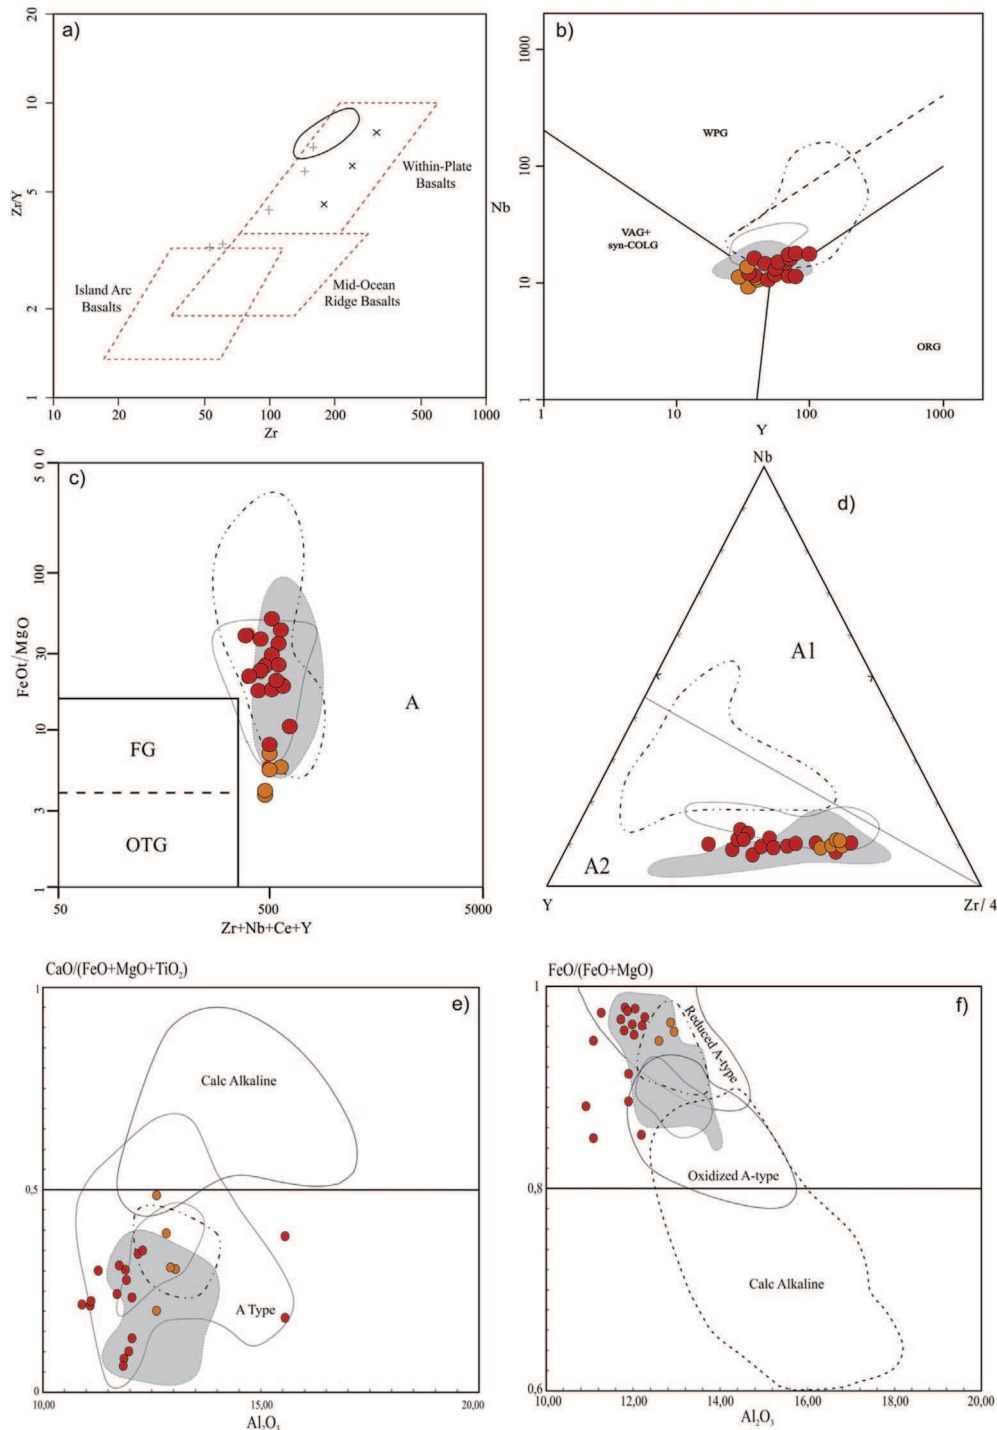 a)
20
10
5
2
1
Zr/Y
Within-Plate
Basalts
Island Arc
Basalts
Mid-Ocean
Ridge Basalts
10
20
50
100
200
500
1000
Zr
b)
1000
100
10
1
Nb
WPG
VAG+
syn-COLG
ORG
1
10
100
1000
Y
c)
500
100
30
10
3
1
FeOt/MgO
A
FG
OTG
50
500
5000
Zr+Nb+Ce+Y
d)
Nb
A1
A2
Y
Zr/4
CaO/(FeO+MgO+TiO₂)
e)
1
0,5
0
Calc Alkaline
A Type
10,00
15,00
20,00
Al₂O₃
FeO/(FeO+MgO)
f)
1
0,8
0,6
Reduced A-type
Oxidized A-type
Calc Alkaline
10,00
12,00
14,00
16,00
18,00
20,00
Al₂O₃